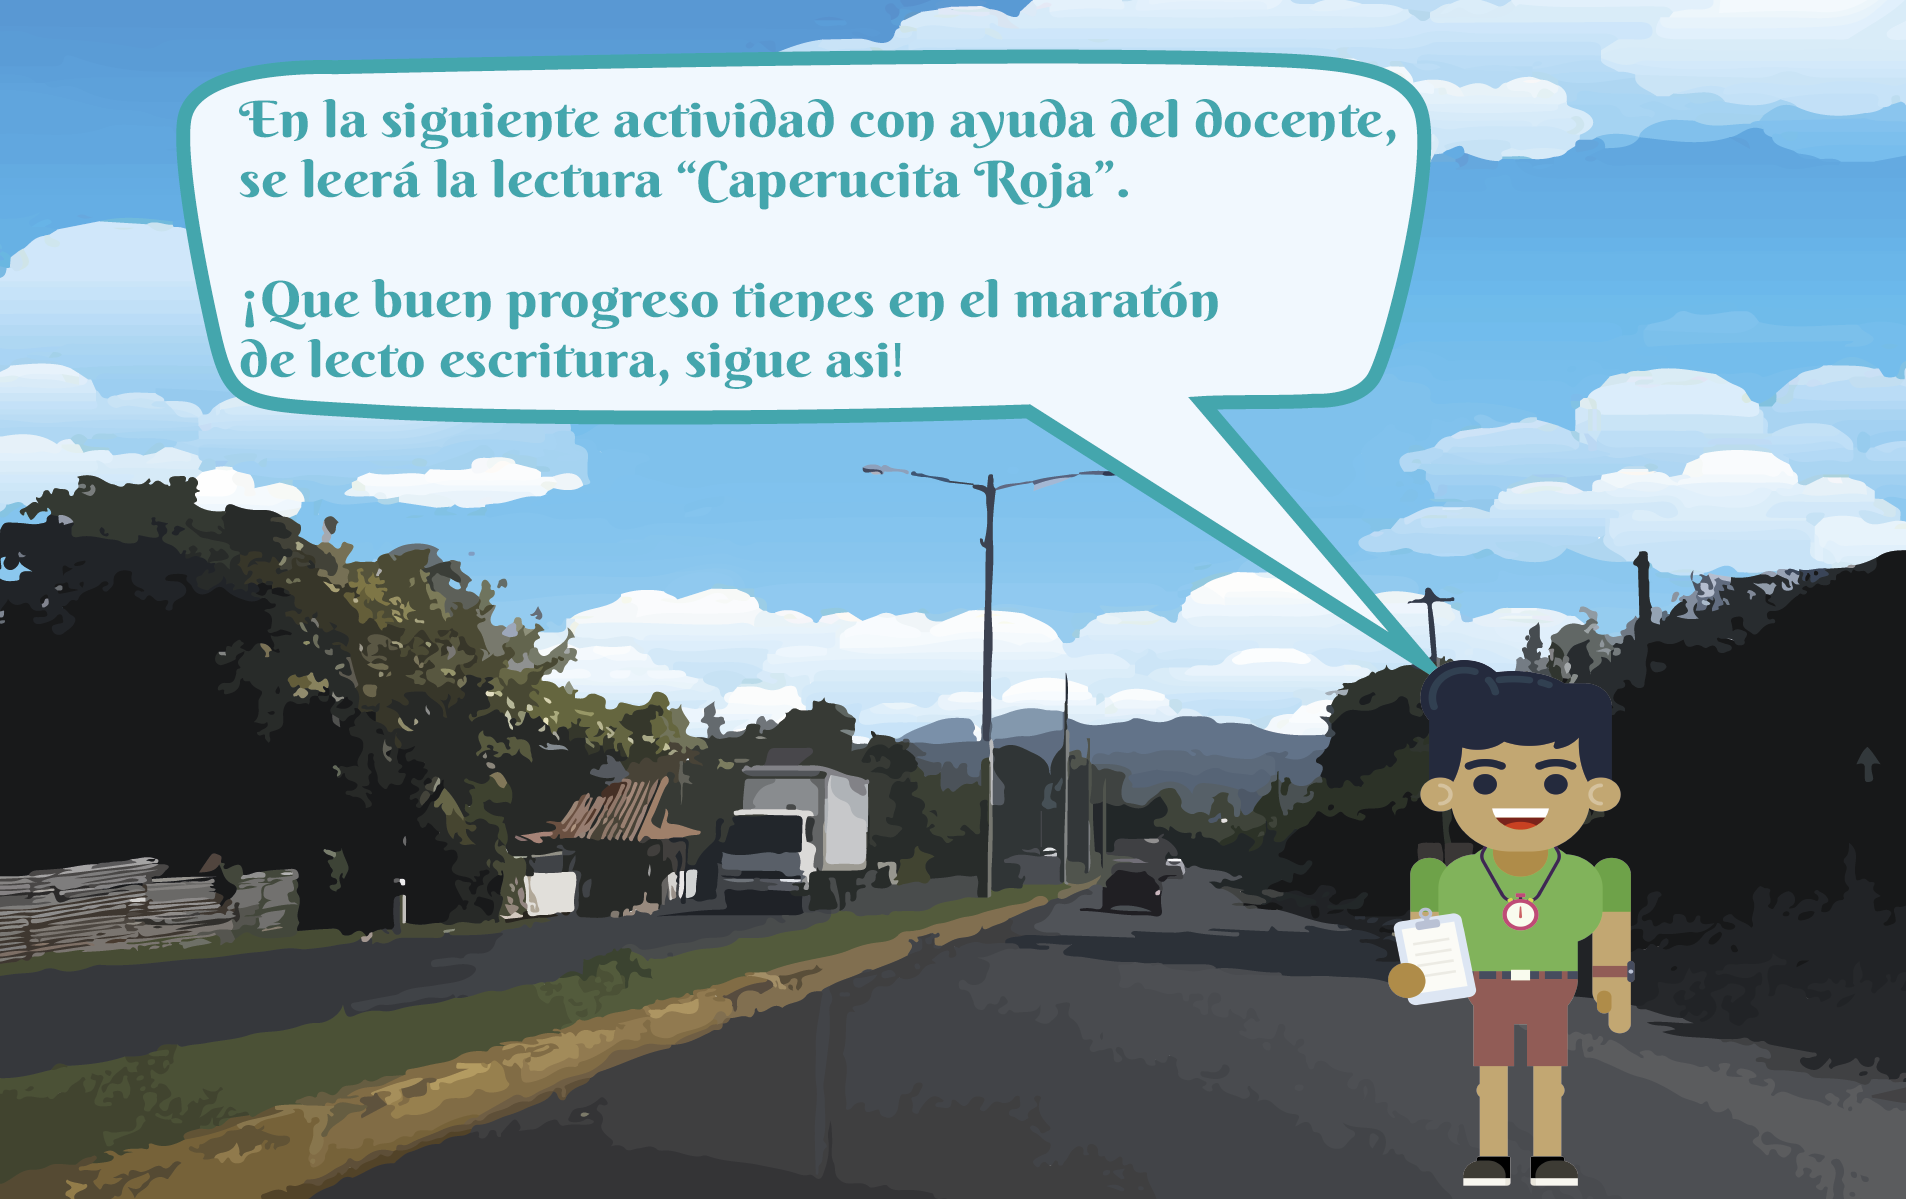 En la siguiente actividad con ayuda del docente,
se leerá la lectura “Caperucita Roja”.
¡Que buen progreso tienes en el maratón
de lecto escritura, sigue asi!